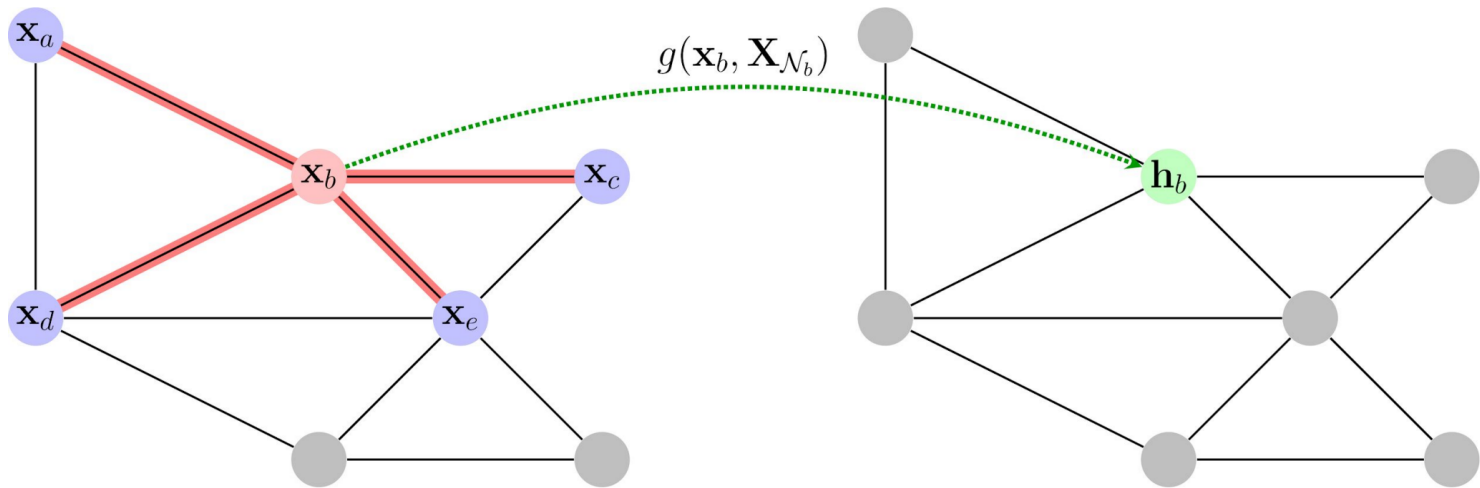 x_a
g(x_b, X_{𝒩_b})
x_b
x_c
h_b
x_d
x_e